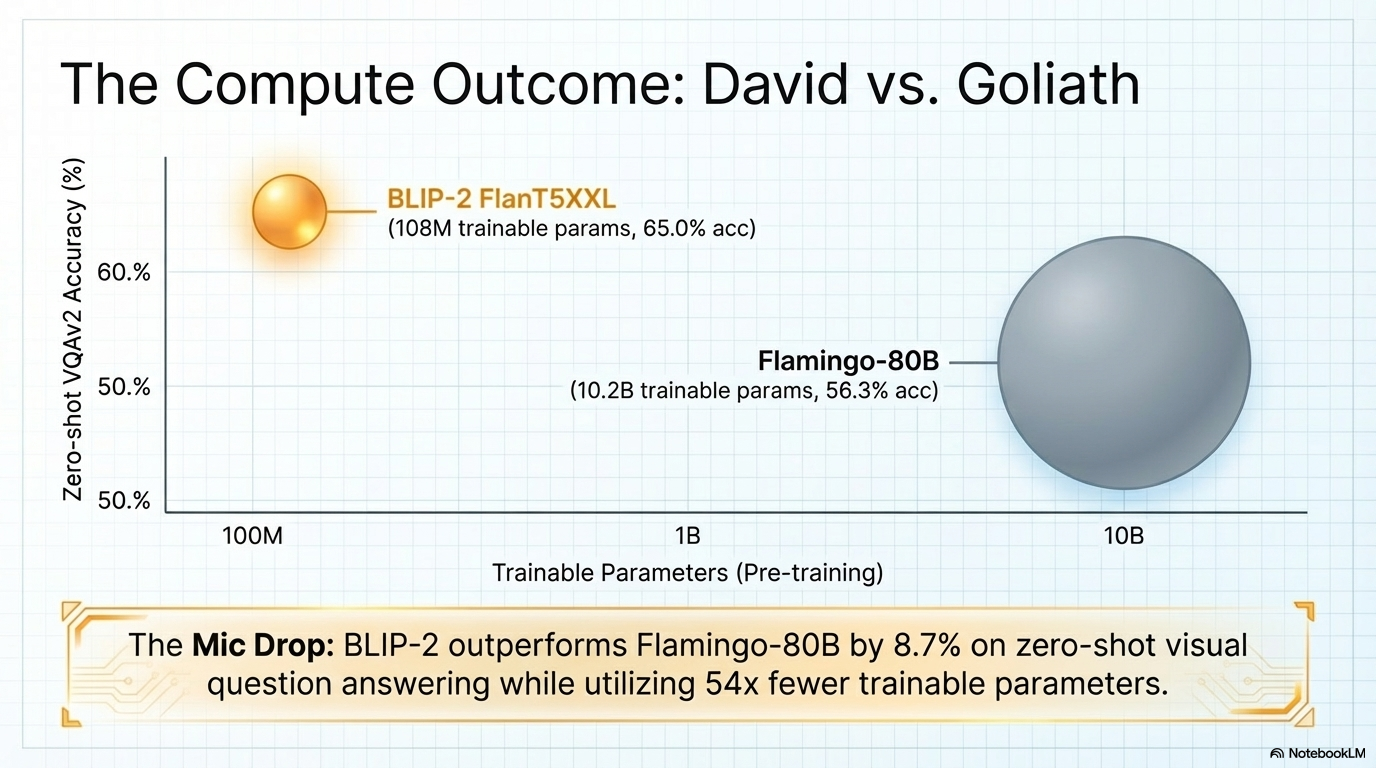 The Compute Outcome: David vs. Goliath
Zero-shot VQAv2 Accuracy (%)
BLIP-2 FlanT5XXL
(108M trainable params, 65.0% acc)
60.%
Flamingo-80B
(10.2B trainable params, 56.3% acc)
50.%
50.%
100M
1B
10B
Trainable Parameters (Pre-training)
The Mic Drop: BLIP-2 outperforms Flamingo-80B by 8.7% on zero-shot visual
question answering while utilizing 54x fewer trainable parameters.
NotebookLM